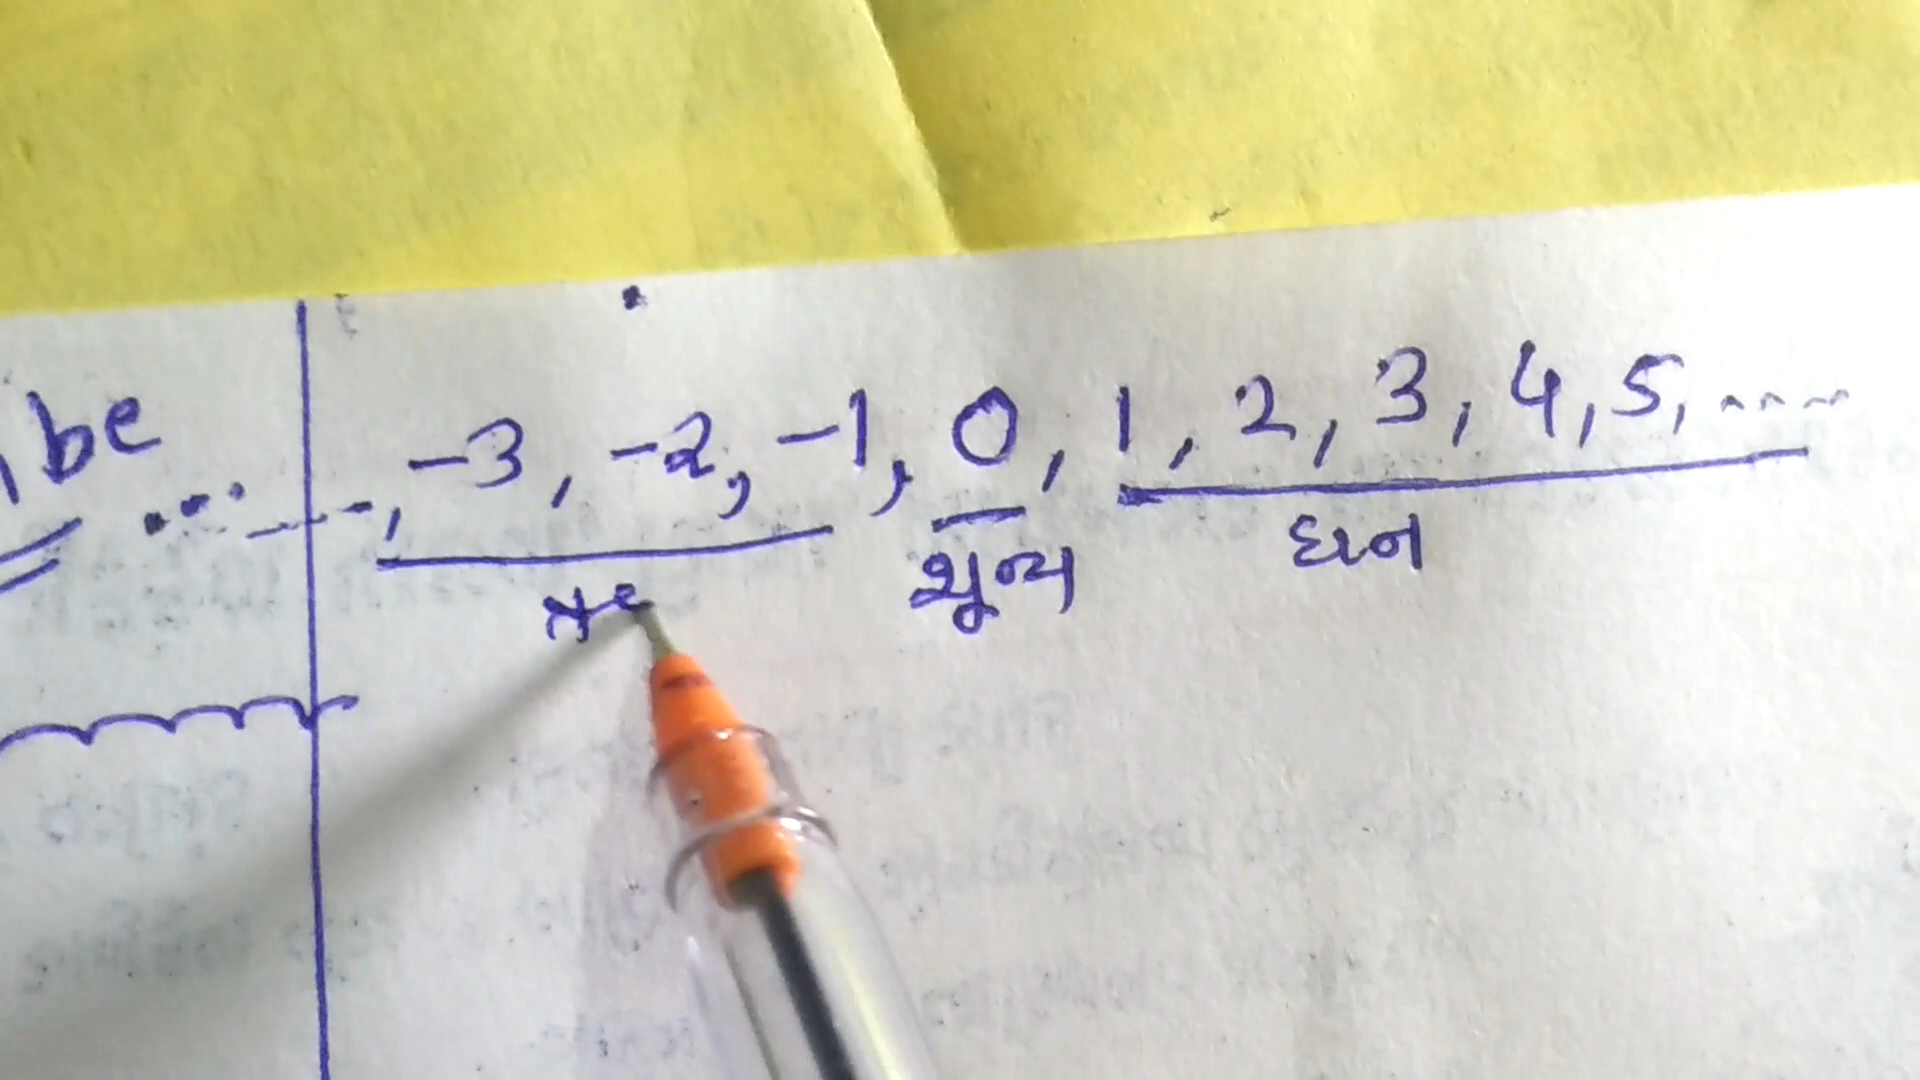 be ..... ----, -3, -2, -1, 0, 1, 2, 3, 4, 5, ----
શૂન્ય ધન